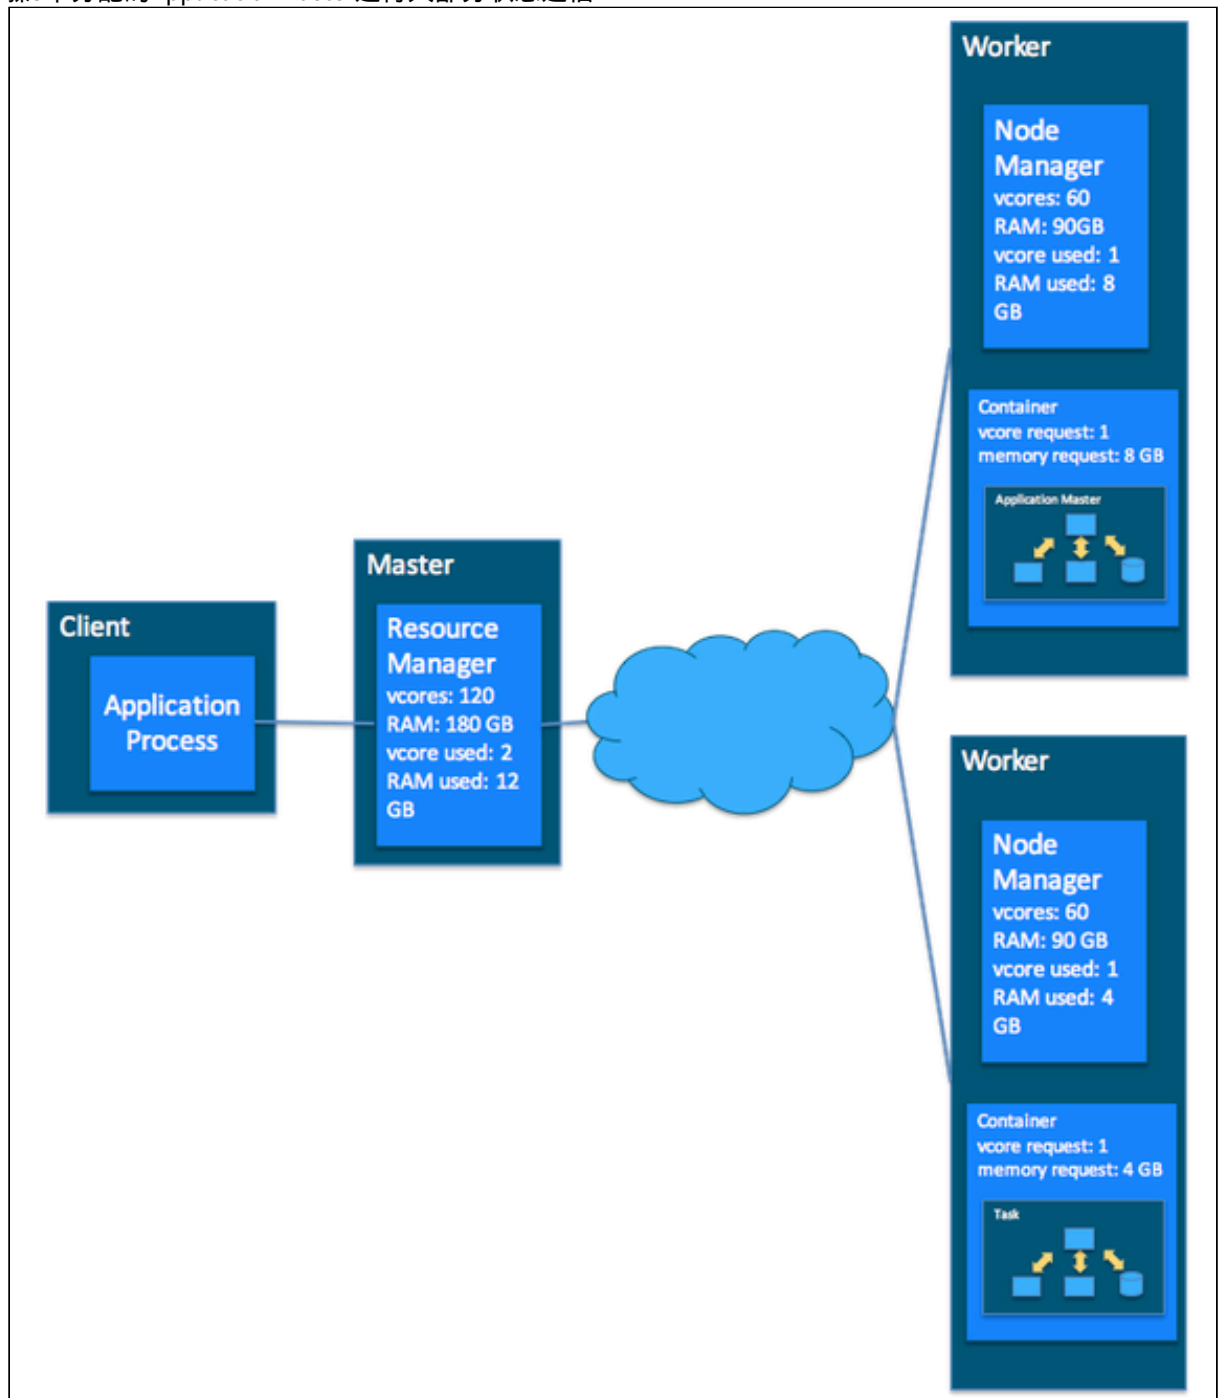 Client
Application
Process
Master
Resource
Manager
vcores: 120
RAM: 180 GB
vcore used: 2
RAM used: 12
GB
Worker
Node
Manager
vcores: 60
RAM: 90GB
vcore used: 1
RAM used: 8
GB
Container
vcore request: 1
memory request: 8 GB
Application Master
Worker
Node
Manager
vcores: 60
RAM: 90 GB
vcore used: 1
RAM used: 4
GB
Container
vcore request: 1
memory request: 4 GB
Task